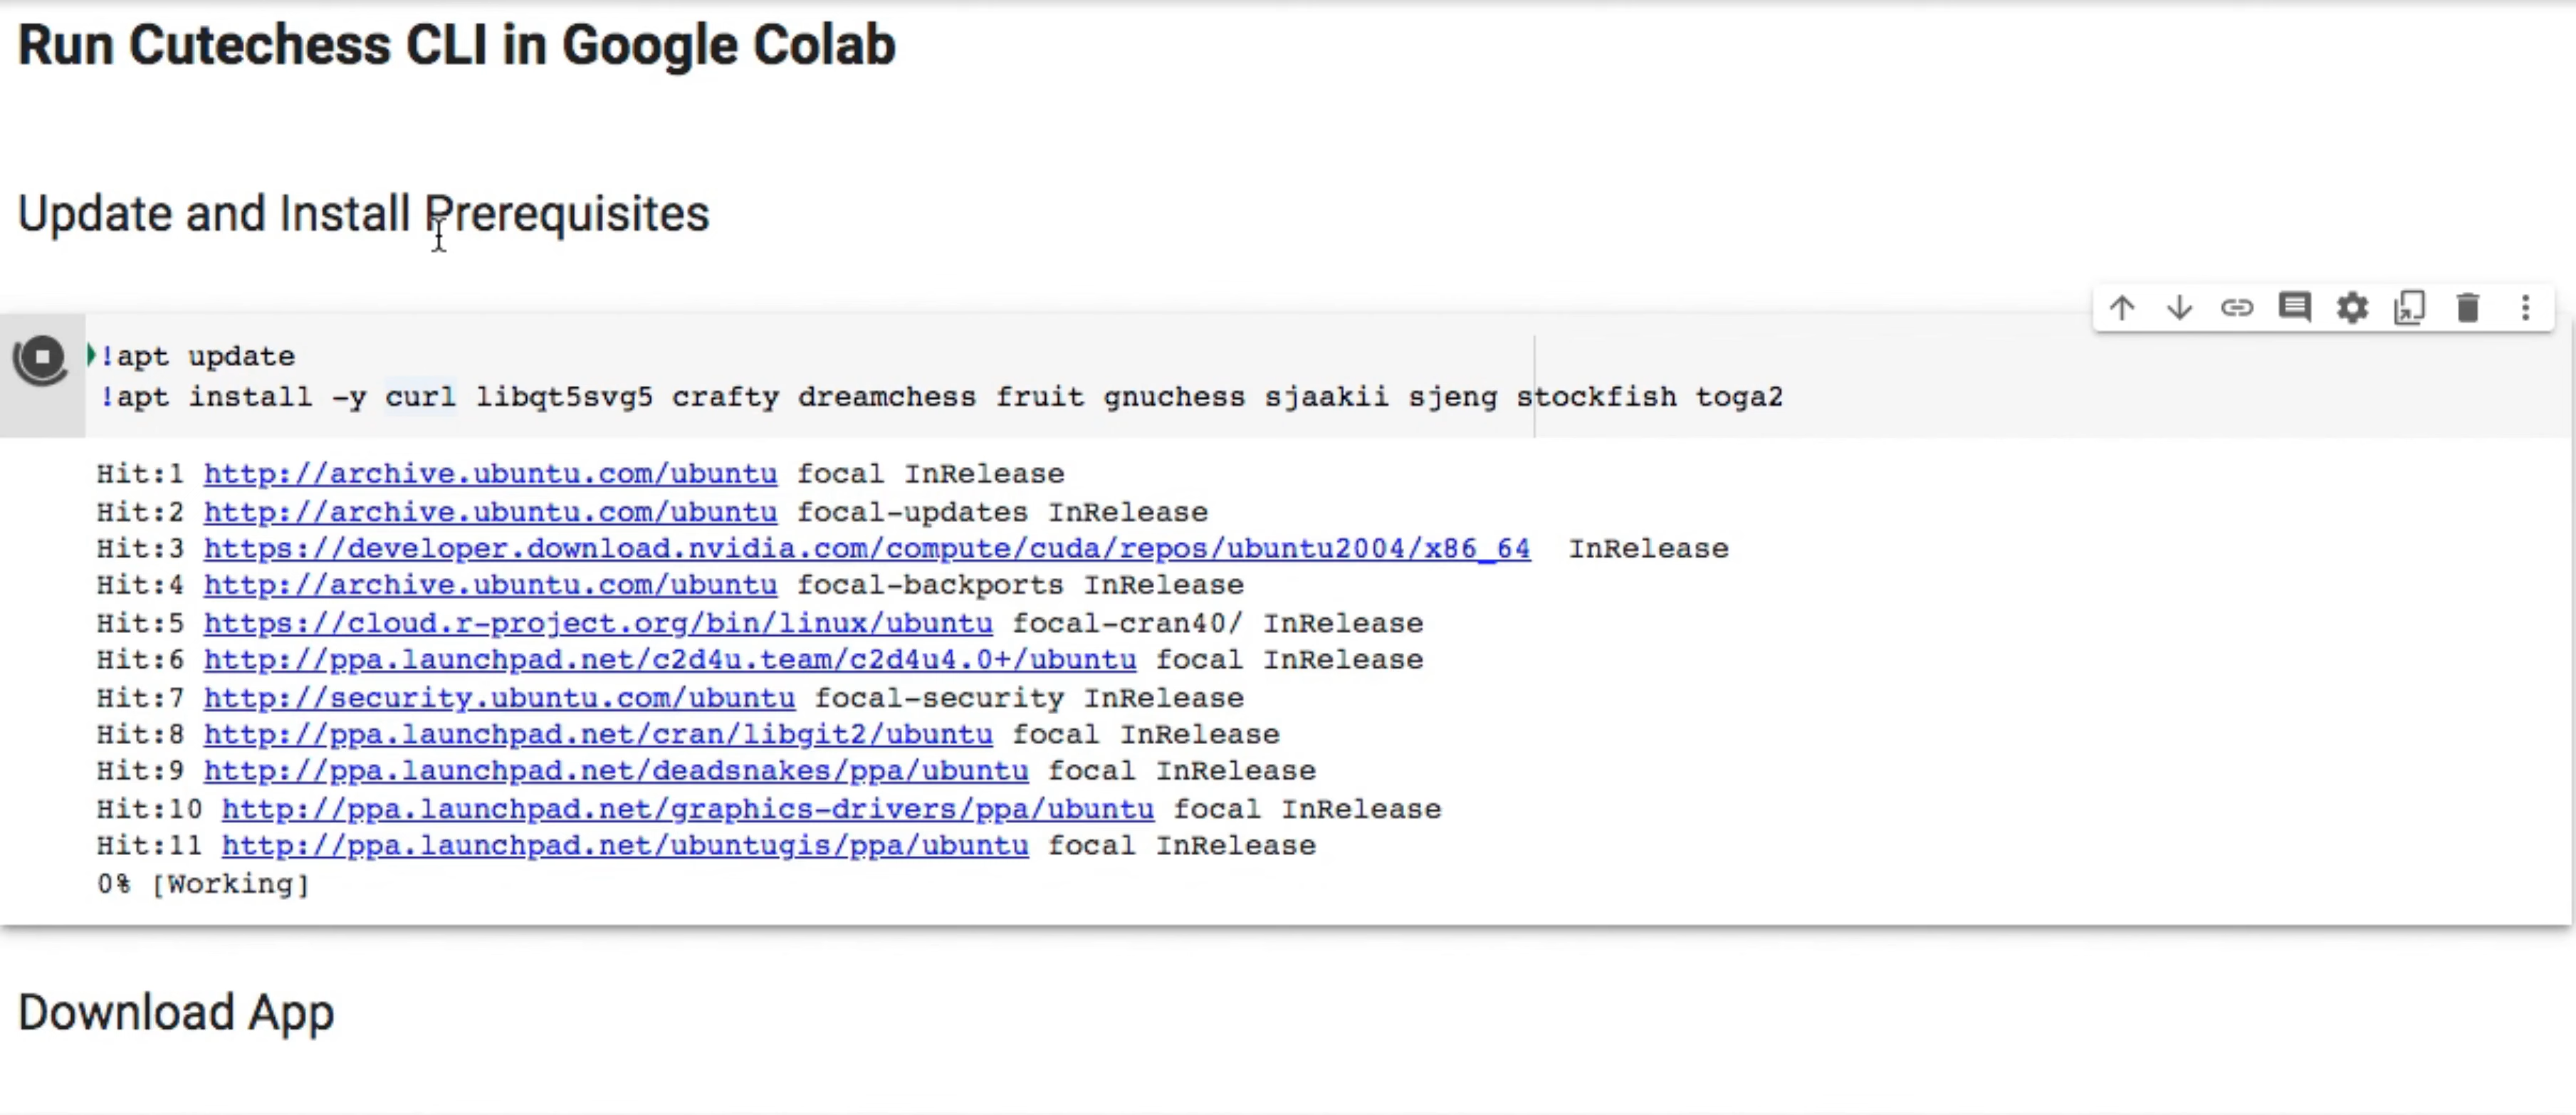 Run Cutechess CLI in Google Colab
Update and Install Prerequisites
!apt update
!apt install -y curl libqt5svg5 crafty dreamchess fruit gnuchess sjaakii sjeng stockfish toga2
Hit:1 http://archive.ubuntu.com/ubuntu focal InRelease
Hit:2 http://archive.ubuntu.com/ubuntu focal-updates InRelease
Hit:3 https://developer.download.nvidia.com/compute/cuda/repos/ubuntu2004/x86_64  InRelease
Hit:4 http://archive.ubuntu.com/ubuntu focal-backports InRelease
Hit:5 https://cloud.r-project.org/bin/linux/ubuntu focal-cran40/ InRelease
Hit:6 http://ppa.launchpad.net/c2d4u.team/c2d4u4.0+/ubuntu focal InRelease
Hit:7 http://security.ubuntu.com/ubuntu focal-security InRelease
Hit:8 http://ppa.launchpad.net/cran/libgit2/ubuntu focal InRelease
Hit:9 http://ppa.launchpad.net/deadsnakes/ppa/ubuntu focal InRelease
Hit:10 http://ppa.launchpad.net/graphics-drivers/ppa/ubuntu focal InRelease
Hit:11 http://ppa.launchpad.net/ubuntugis/ppa/ubuntu focal InRelease
0% [Working]
Download App